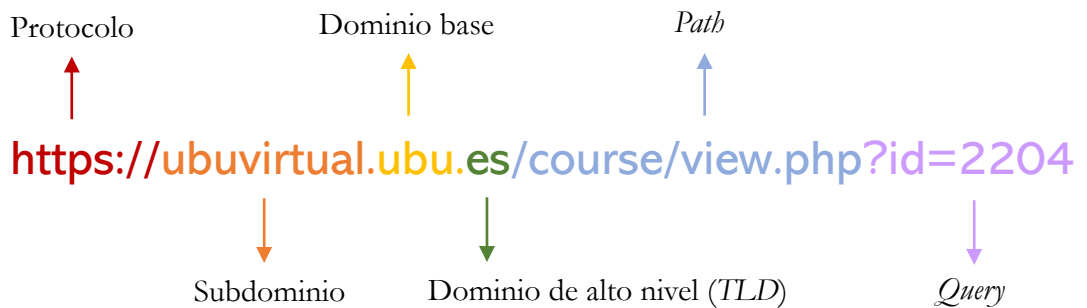 Protocolo Dominio base Path
https://ubuvirtual.ubu.es/course/view.php?id=2204
Subdominio Dominio de alto nivel (TLD) Query